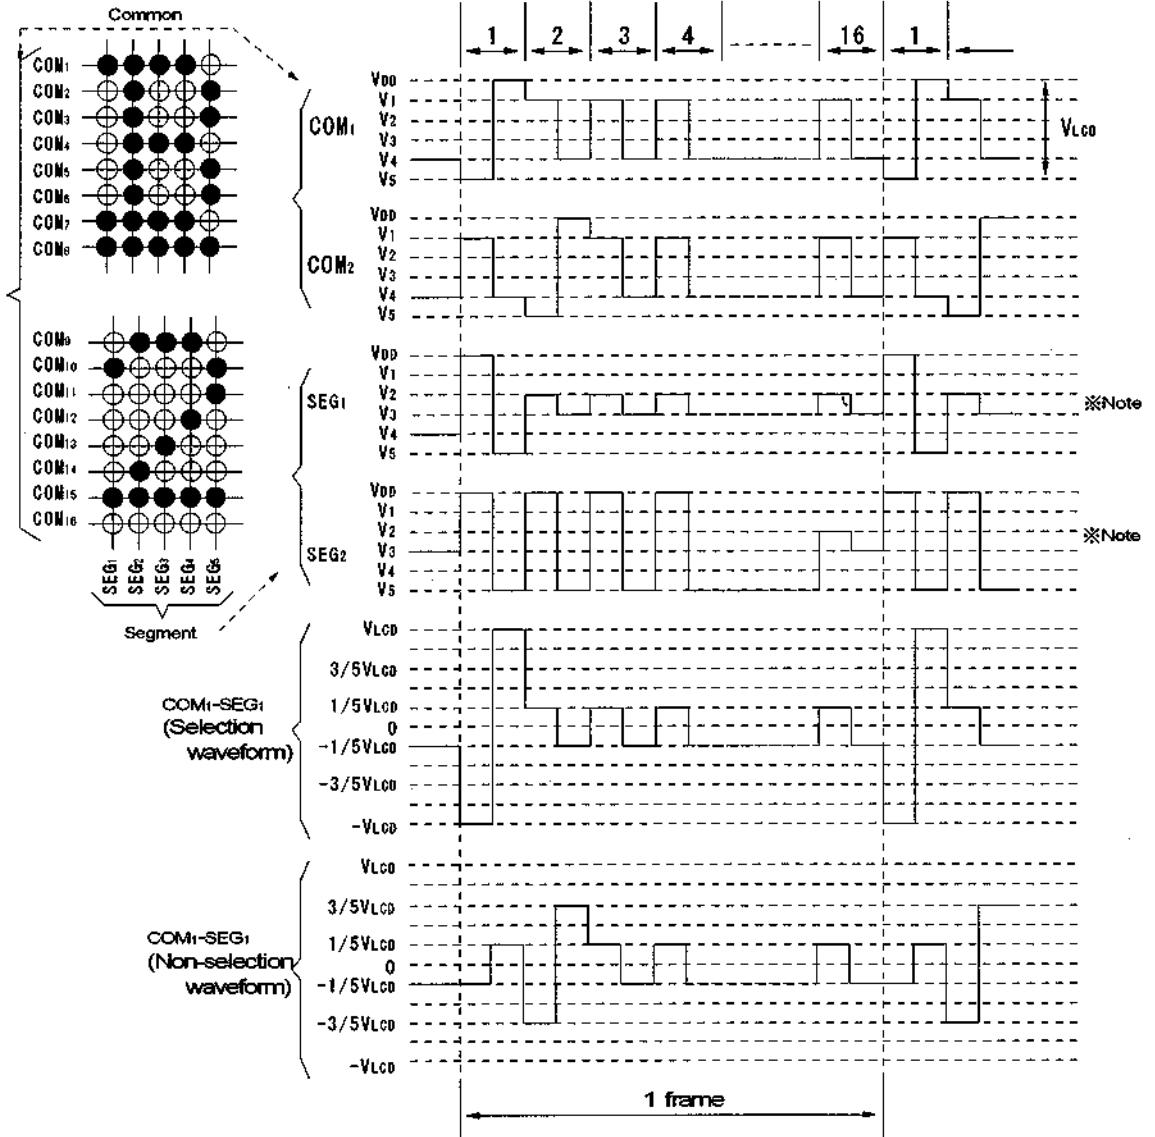 Common
1 2 3 4 16 1
COM1
COM2
COM3
COM4
COM5
COM6
COM7
COM8
COM9
COM10
COM11
COM12
COM13
COM14
COM15
COM16
SEG1 SEG2 SEG3 SEG4 SEG5
Segment
COM1
VDD
V1
V2
V3
V4
V5
VLCD
COM2
VDD
V1
V2
V3
V4
V5
SEG1
VDD
V1
V2
V3
V4
V5
※Note
SEG2
VDD
V1
V2
V3
V4
V5
※Note
COM1-SEG1
(Selection
waveform)
VLCD
3/5VLCD
1/5VLCD
0
-1/5VLCD
-3/5VLCD
-VLCD
COM1-SEG1
(Non-selection
waveform)
VLCD
3/5VLCD
1/5VLCD
0
-1/5VLCD
-3/5VLCD
-VLCD
1 frame